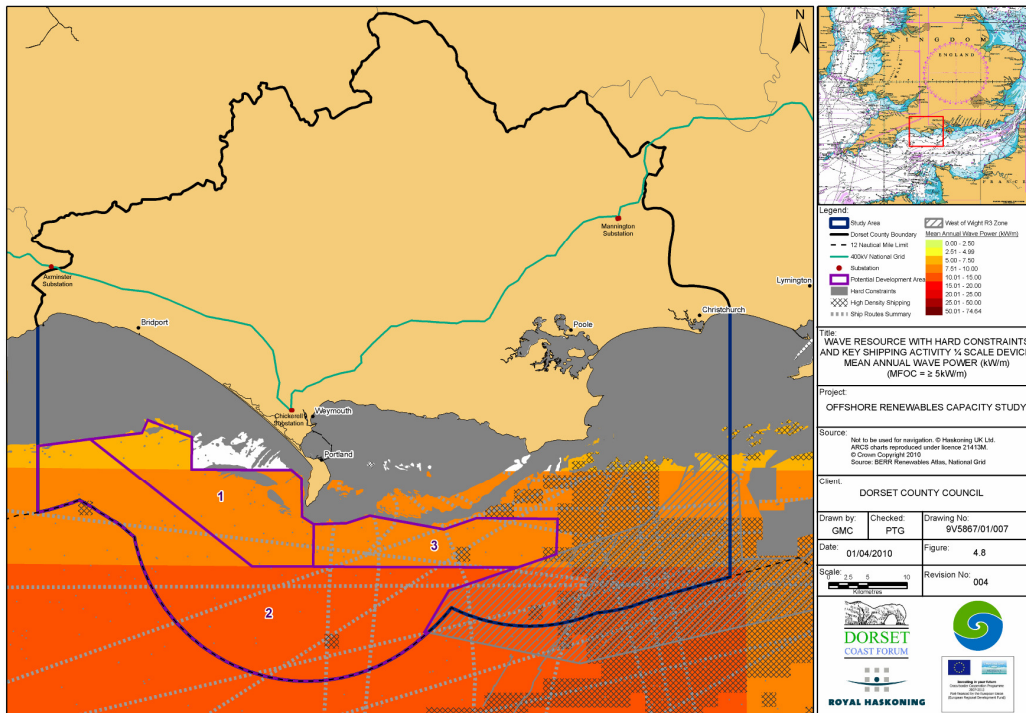 N
KINGDOM
ENGLAND
FRANCE
Axminster
Substation
Mannington
Substation
Lymington
Christchurch
Poole
Bridport
Chickerell
Substation
Weymouth
Portland
1
2
3
Legend:
Study Area
Dorset County Boundary
12 Nautical Mile Limit
400kV National Grid
Substation
Potential Development Area
Hard Constraints
High Density Shipping
Ship Routes Summary
West of Wight R3 Zone
Mean Annual Wave Power (kW/m)
0.00 - 2.50
2.51 - 4.99
5.00 - 7.50
7.51 - 10.00
10.01 - 15.00
15.01 - 20.00
20.01 - 25.00
25.01 - 50.00
50.01 - 74.64
Title:
WAVE RESOURCE WITH HARD CONSTRAINTS
AND KEY SHIPPING ACTIVITY ¼ SCALE DEVICE
MEAN ANNUAL WAVE POWER (kW/m)
(MFOC = ≥ 5kW/m)
Project:
OFFSHORE RENEWABLES CAPACITY STUDY
Source:
Not to be used for navigation. © Haskoning UK Ltd.
ARCS charts reproduced under licence 21413M.
© Crown Copyright 2010
Source: BERR Renewables Atlas, National Grid
Client:
DORSET COUNTY COUNCIL
Drawn by: Checked: Drawing No:
GMC PTG 9V5867/01/007
Date: 01/04/2010 Figure: 4.8
Scale: Revision No: 004
0 2.5 5 10
Kilometres
DORSET
COAST FORUM
ROYAL HASKONING